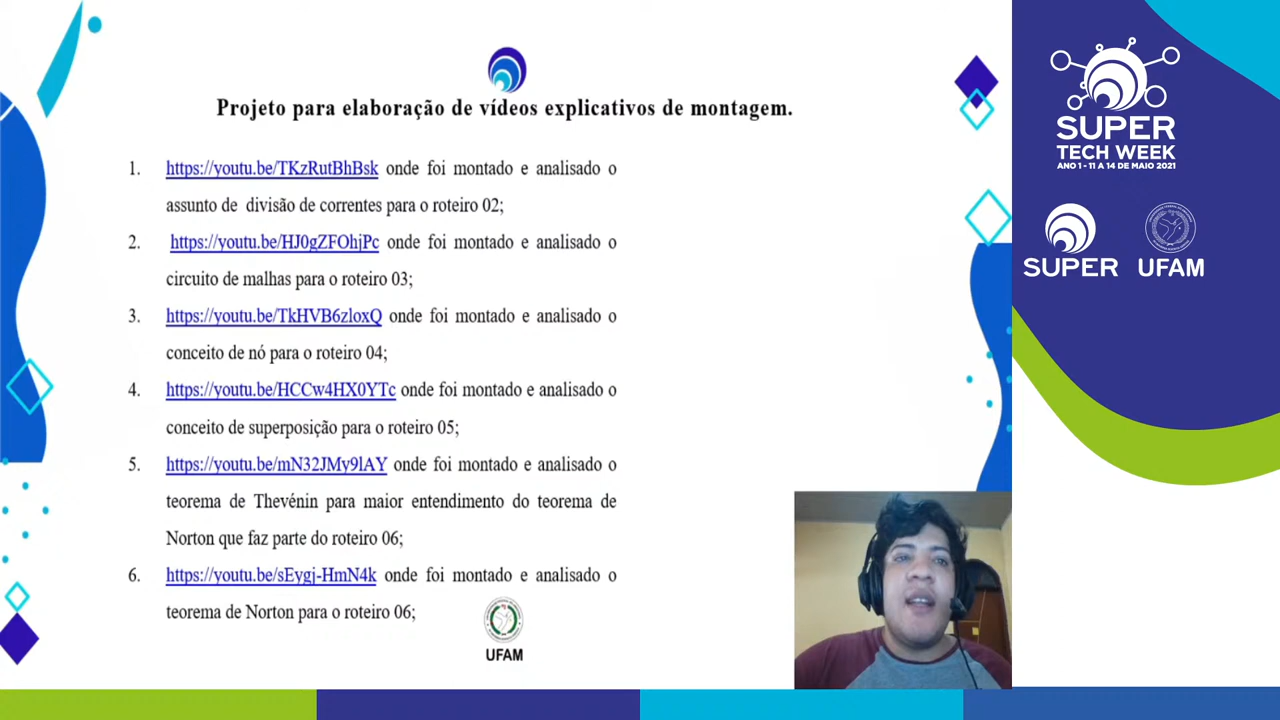 Projeto para elaboração de vídeos explicativos de montagem.
1. https://youtu.be/TKzRutBhBsk onde foi montado e analisado o
assunto de divisão de correntes para o roteiro 02;
2. https://youtu.be/HJ0gZFOhjPc onde foi montado e analisado o
circuito de malhas para o roteiro 03;
3. https://youtu.be/TkHVB6zloxQ onde foi montado e analisado o
conceito de nó para o roteiro 04;
4. https://youtu.be/HCCw4HX0YTc onde foi montado e analisado o
conceito de superposição para o roteiro 05;
5. https://youtu.be/mN32JMy9lAY onde foi montado e analisado o
teorema de Thevénin para maior entendimento do teorema de
Norton que faz parte do roteiro 06;
6. https://youtu.be/sEygj-HmN4k onde foi montado e analisado o
teorema de Norton para o roteiro 06;
UFAM
SUPER
TECH WEEK
ANO 1 - 11 A 14 DE MAIO 2021
SUPER
UFAM